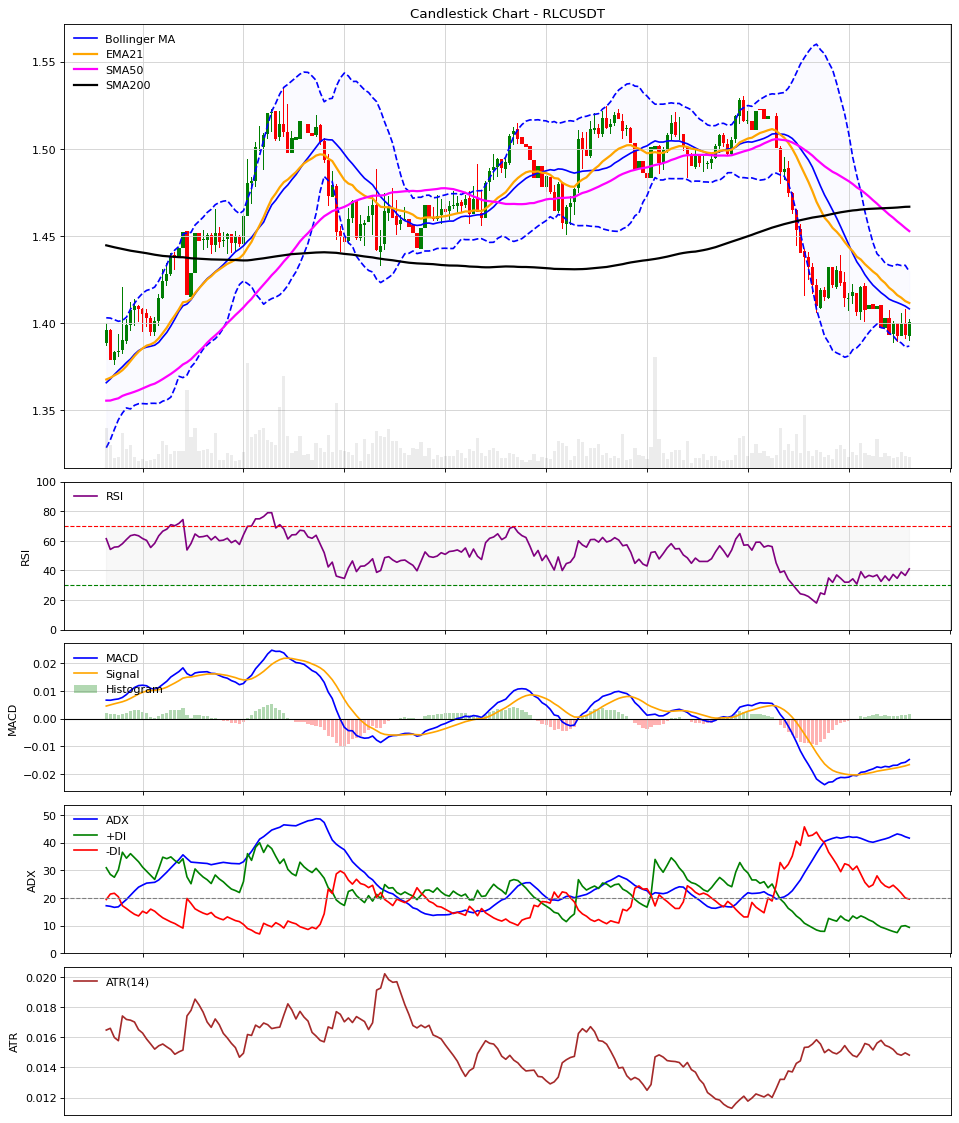 Candlestick Chart - RLCUSDT
Bollinger MA
EMA21
SMA50
SMA200
1.55
1.50
1.45
1.40
1.35
RSI
100
80
60
40
20
0
RSI
MACD
Signal
Histogram
0.02
0.01
0.00
−0.01
−0.02
MACD
ADX
+DI
-DI
50
40
30
20
10
0
ADX
ATR(14)
0.020
0.018
0.016
0.014
0.012
ATR